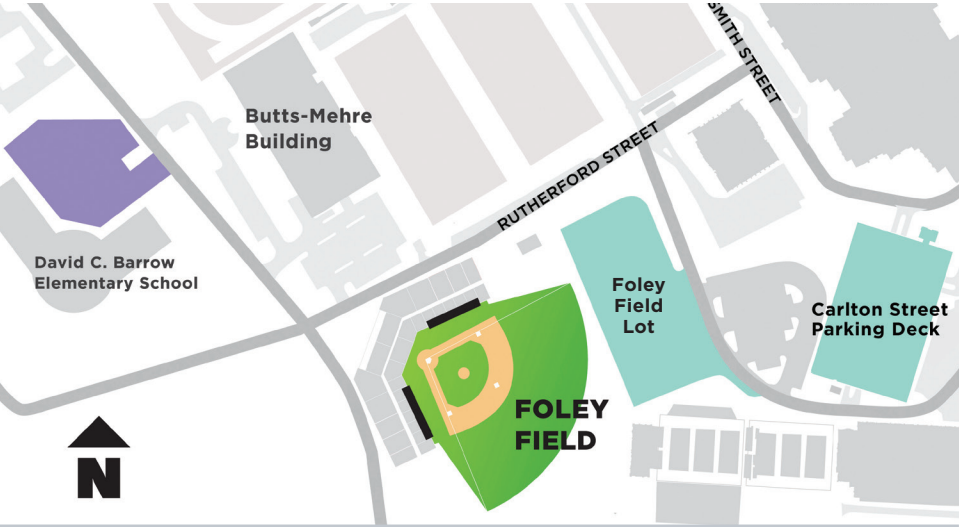 SMITH STREET
Butts-Mehre
Building
RUTHERFORD STREET
David C. Barrow
Elementary School
Foley
Field
Lot
Carlton Street
Parking Deck
FOLEY
FIELD
N